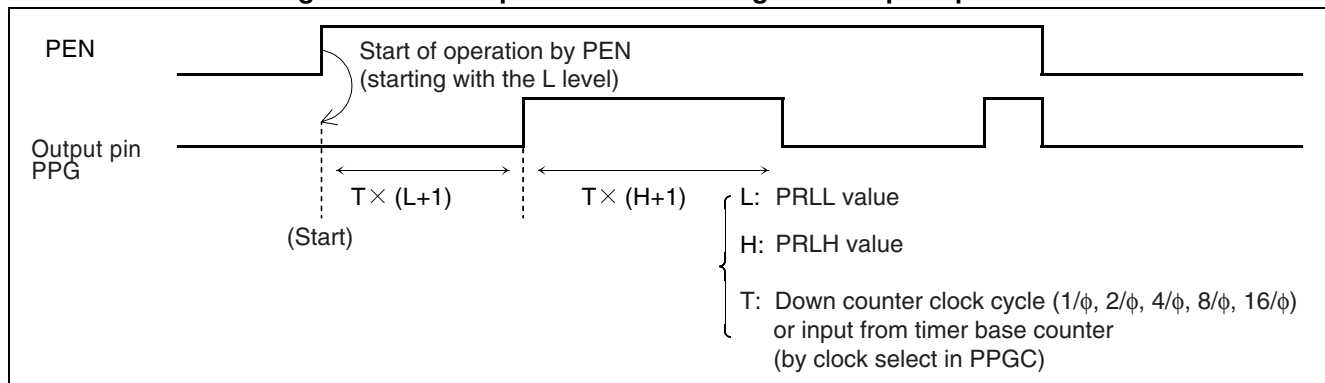 PEN
Start of operation by PEN
(starting with the L level)
Output pin
PPG
T× (L+1)
T× (H+1)
(Start)
L: PRLL value
H: PRLH value
T: Down counter clock cycle (1/ϕ, 2/ϕ, 4/ϕ, 8/ϕ, 16/ϕ)
or input from timer base counter
(by clock select in PPGC)